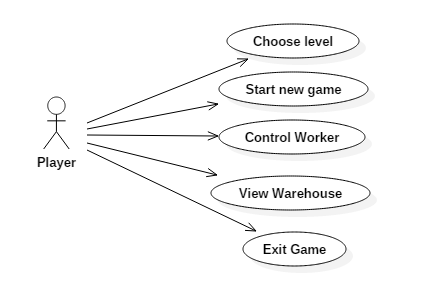 Choose level
Start new game
Control Worker
Player
View Warehouse
Exit Game